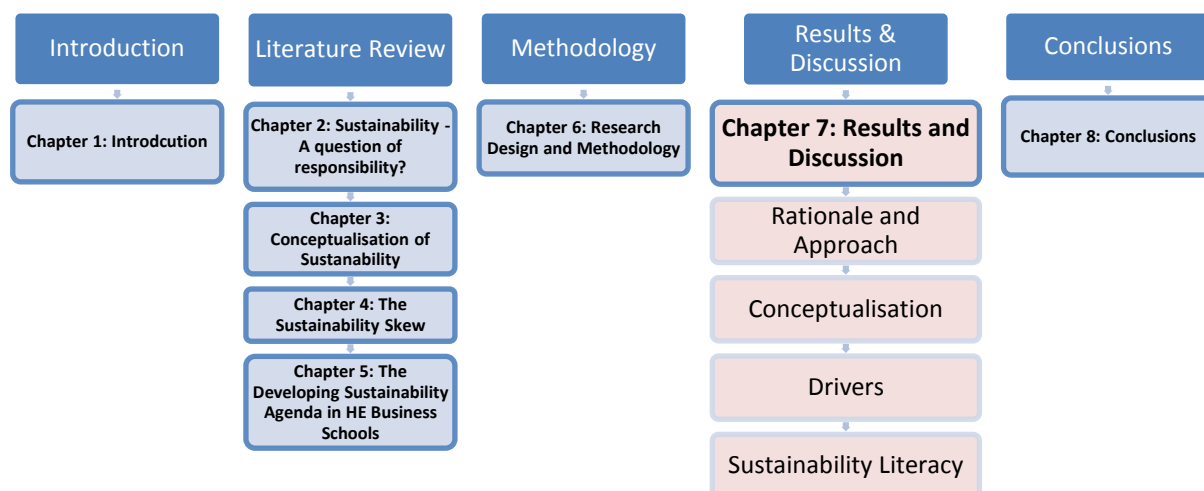 Introduction
Chapter 1: Introdcution
Literature Review
Chapter 2: Sustainability -
A question of
responsibility?
Chapter 3:
Conceptualisation of
Sustanability
Chapter 4: The
Sustainability Skew
Chapter 5: The
Developing Sustainability
Agenda in HE Business
Schools
Methodology
Chapter 6: Research
Design and Methodology
Results &
Discussion
Chapter 7: Results and
Discussion
Rationale and
Approach
Conceptualisation
Drivers
Sustainability Literacy
Conclusions
Chapter 8: Conclusions